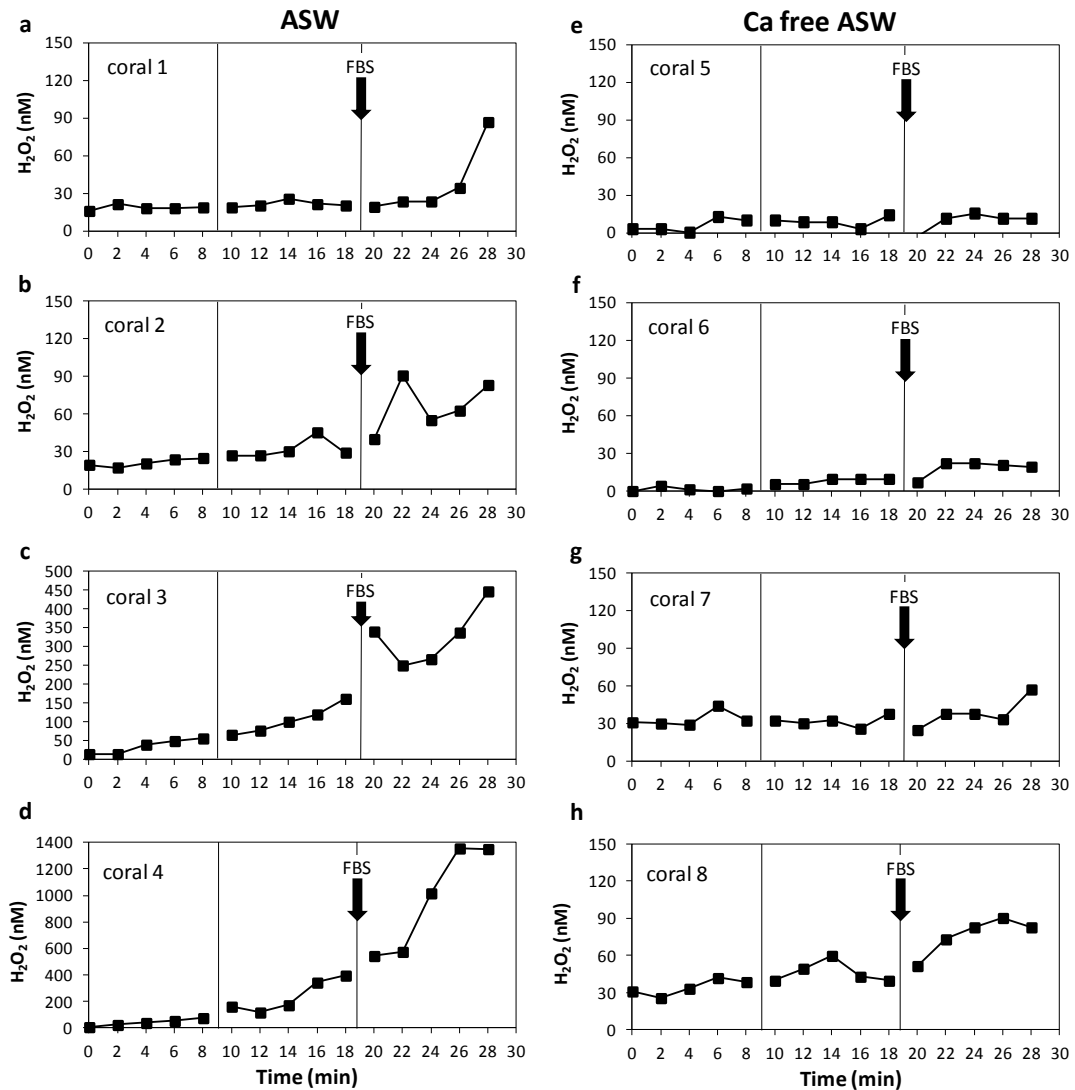 ASW
a
150
120
90
60
30
0
H₂O₂ (nM)
coral 1
FBS
0 2 4 6 8 10 12 14 16 18 20 22 24 26 28 30
b
150
120
90
60
30
0
H₂O₂ (nM)
coral 2
FBS
0 2 4 6 8 10 12 14 16 18 20 22 24 26 28 30
c
500
450
400
350
300
250
200
150
100
50
0
H₂O₂ (nM)
coral 3
FBS
0 2 4 6 8 10 12 14 16 18 20 22 24 26 28 30
d
1400
1200
1000
800
600
400
200
0
H₂O₂ (nM)
coral 4
FBS
0 2 4 6 8 10 12 14 16 18 20 22 24 26 28 30
Time (min)
Ca free ASW
e
150
120
90
60
30
0
H₂O₂ (nM)
coral 5
FBS
0 2 4 6 8 10 12 14 16 18 20 22 24 26 28 30
f
150
120
90
60
30
0
H₂O₂ (nM)
coral 6
FBS
0 2 4 6 8 10 12 14 16 18 20 22 24 26 28 30
g
150
120
90
60
30
0
H₂O₂ (nM)
coral 7
FBS
0 2 4 6 8 10 12 14 16 18 20 22 24 26 28 30
h
150
120
90
60
30
0
H₂O₂ (nM)
coral 8
FBS
0 2 4 6 8 10 12 14 16 18 20 22 24 26 28 30
Time (min)